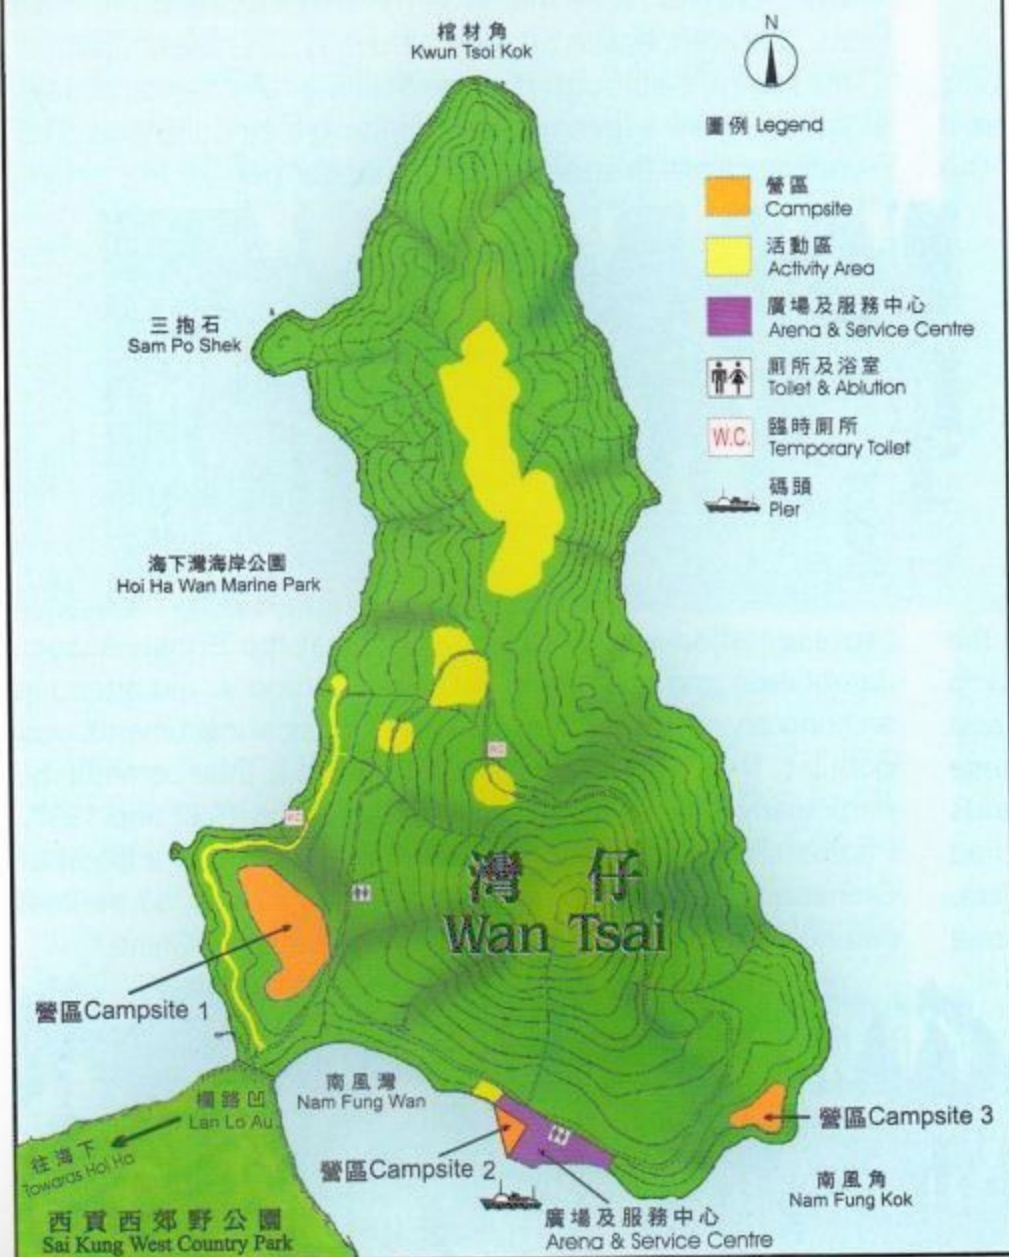 棺材角
Kwun Tsoi Kok
N
圖例 Legend
營區
Campsite
活動區
Activity Area
廣場及服務中心
Arena & Service Centre
廁所及浴室
Toilet & Ablution
W.C.
臨時廁所
Temporary Toilet
碼頭
Pier
三抱石
Sam Po Shek
海下灣海岸公園
Hoi Ha Wan Marine Park
W.C.
W.C.
灣仔
Wan Tsai
營區Campsite 1
南風灣
Nam Fung Wan
欄路凹
Lan Lo Au
往海下
Towards Hoi Ha
營區Campsite 2
營區Campsite 3
南風角
Nam Fung Kok
廣場及服務中心
Arena & Service Centre
西貢西郊野公園
Sai Kung West Country Park